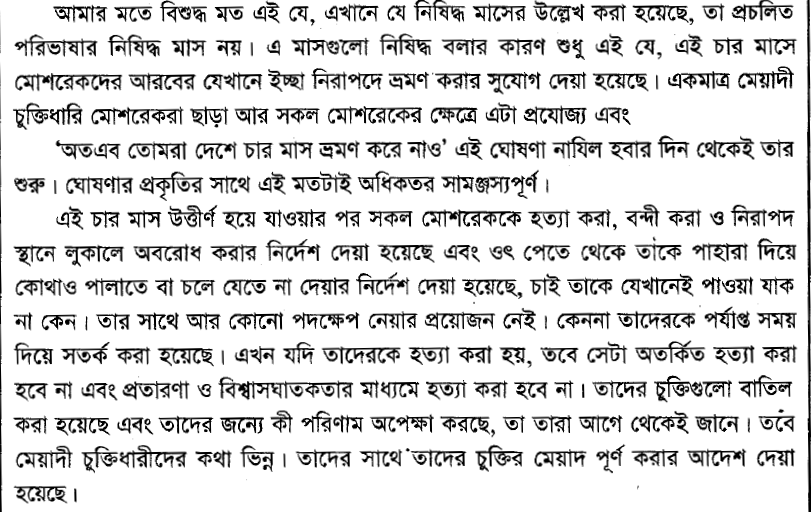 আমার মতে বিশুদ্ধ মত এই যে, এখানে যে নিষিদ্ধ মাসের উল্লেখ করা হয়েছে, তা প্রচলিত
পরিভাষার নিষিদ্ধ মাস নয়। এ মাসগুলো নিষিদ্ধ বলার কারণ শুধু এই যে, এই চার মাসে
মোশরেকদের আরবের যেখানে ইচ্ছা নিরাপদে ভ্রমণ করার সুযোগ দেয়া হয়েছে। একমাত্র মেয়াদী
চুক্তিধারি মোশরেকরা ছাড়া আর সকল মোশরেকের ক্ষেত্রে এটা প্রযোজ্য এবং
‘অতএব তোমরা দেশে চার মাস ভ্রমণ করে নাও’ এই ঘোষণা নাযিল হবার দিন থেকেই তার
শুরু। ঘোষণার প্রকৃতির সাথে এই মতটাই অধিকতর সামঞ্জস্যপূর্ণ।
এই চার মাস উত্তীর্ণ হয়ে যাওয়ার পর সকল মোশরেককে হত্যা করা, বন্দী করা ও নিরাপদ
স্থানে লুকালে অবরোধ করার নির্দেশ দেয়া হয়েছে এবং ওৎ পেতে থেকে তাকে পাহারা দিয়ে
কোথাও পালাতে বা চলে যেতে না দেয়ার নির্দেশ দেয়া হয়েছে, চাই তাকে যেখানেই পাওয়া যাক
না কেন। তার সাথে আর কোনো পদক্ষেপ নেয়ার প্রয়োজন নেই। কেননা তাদেরকে পর্যাপ্ত সময়
দিয়ে সতর্ক করা হয়েছে। এখন যদি তাদেরকে হত্যা করা হয়, তবে সেটা অতর্কিত হত্যা করা
হবে না এবং প্রতারণা ও বিশ্বাসঘাতকতার মাধ্যমে হত্যা করা হবে না। তাদের চুক্তিগুলো বাতিল
করা হয়েছে এবং তাদের জন্যে কী পরিণাম অপেক্ষা করছে, তা তারা আগে থেকেই জানে। তবে
মেয়াদী চুক্তিধারীদের কথা ভিন্ন। তাদের সাথে তাদের চুক্তির মেয়াদ পূর্ণ করার আদেশ দেয়া
হয়েছে।